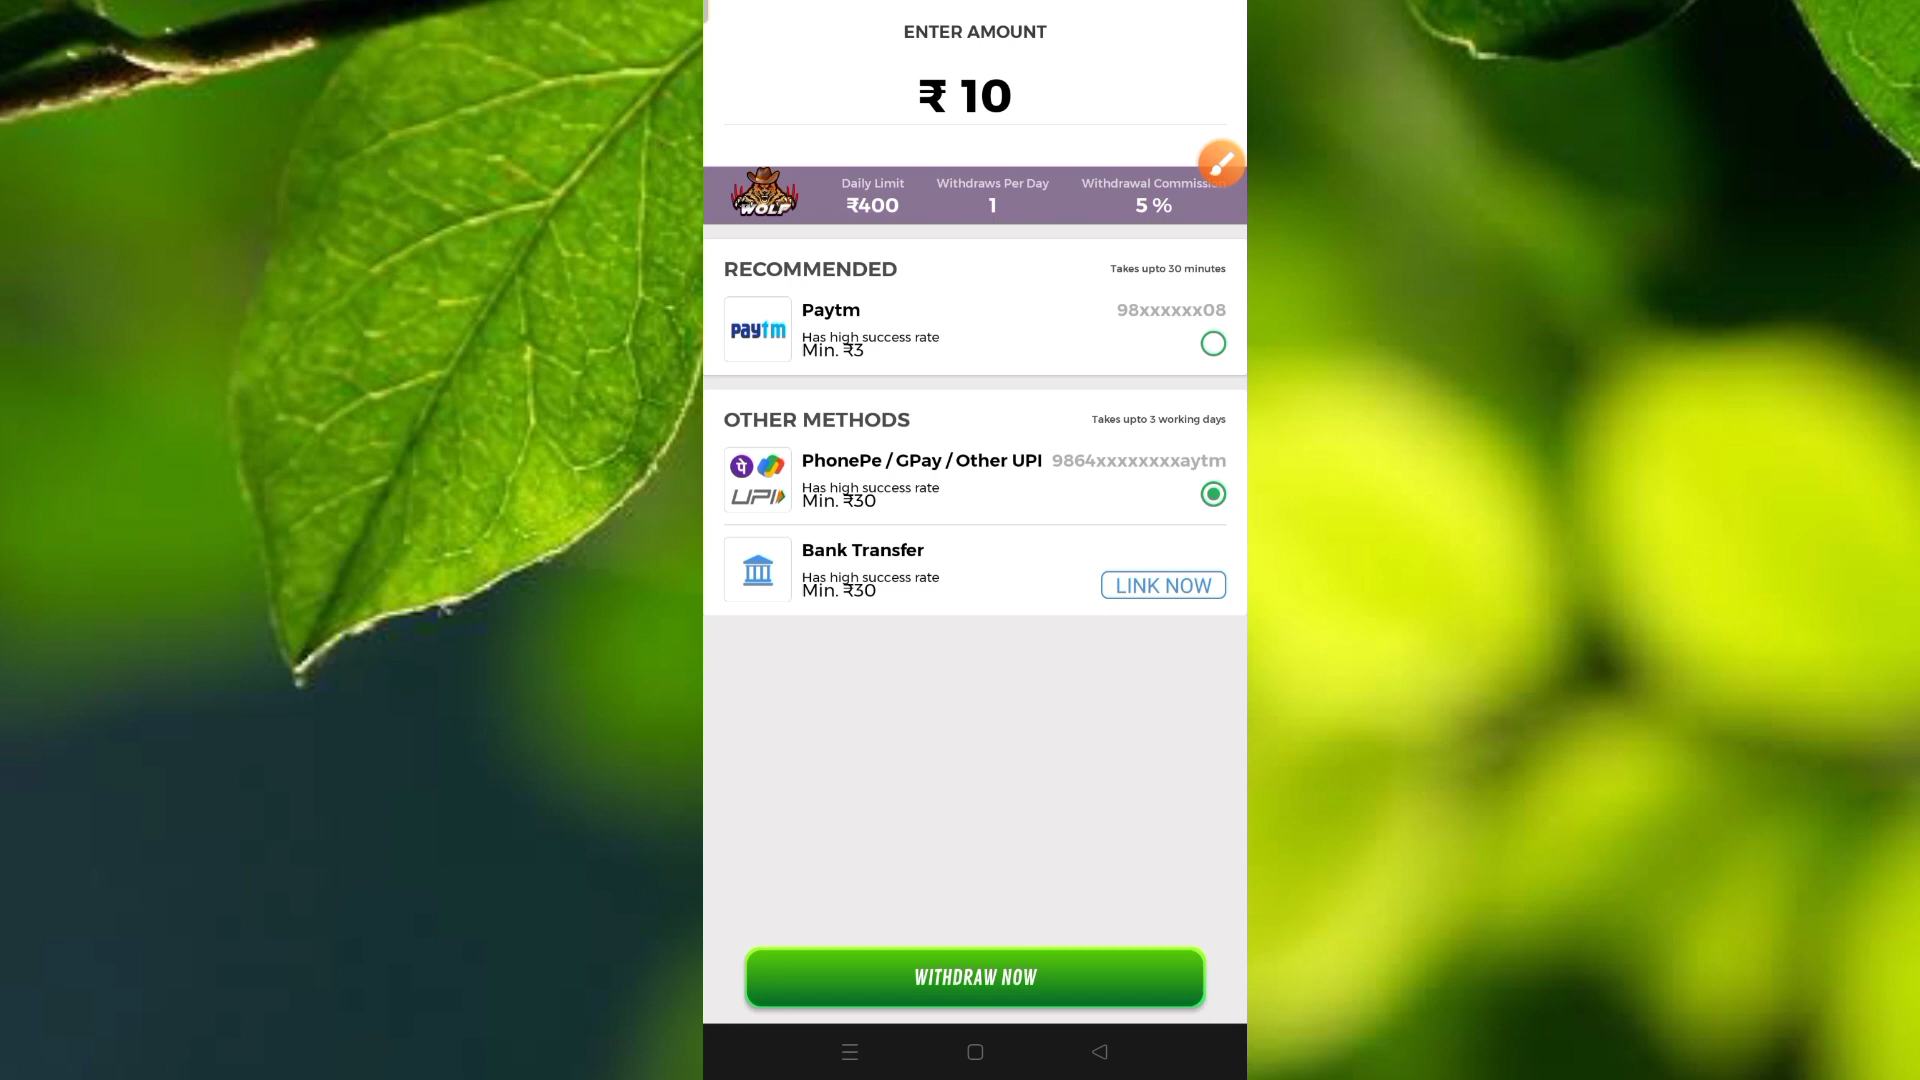 ENTER AMOUNT
₹ 10
WOLF
Daily Limit
₹400
Withdraws Per Day
1
Withdrawal Commission
5 %
RECOMMENDED
Takes upto 30 minutes
paytm
Paytm
98xxxxxx08
Has high success rate
Min. ₹3
OTHER METHODS
Takes upto 3 working days
पे
UPI
PhonePe / GPay / Other UPI
9864xxxxxxxxaytm
Has high success rate
Min. ₹30
Bank Transfer
Has high success rate
Min. ₹30
LINK NOW
WITHDRAW NOW